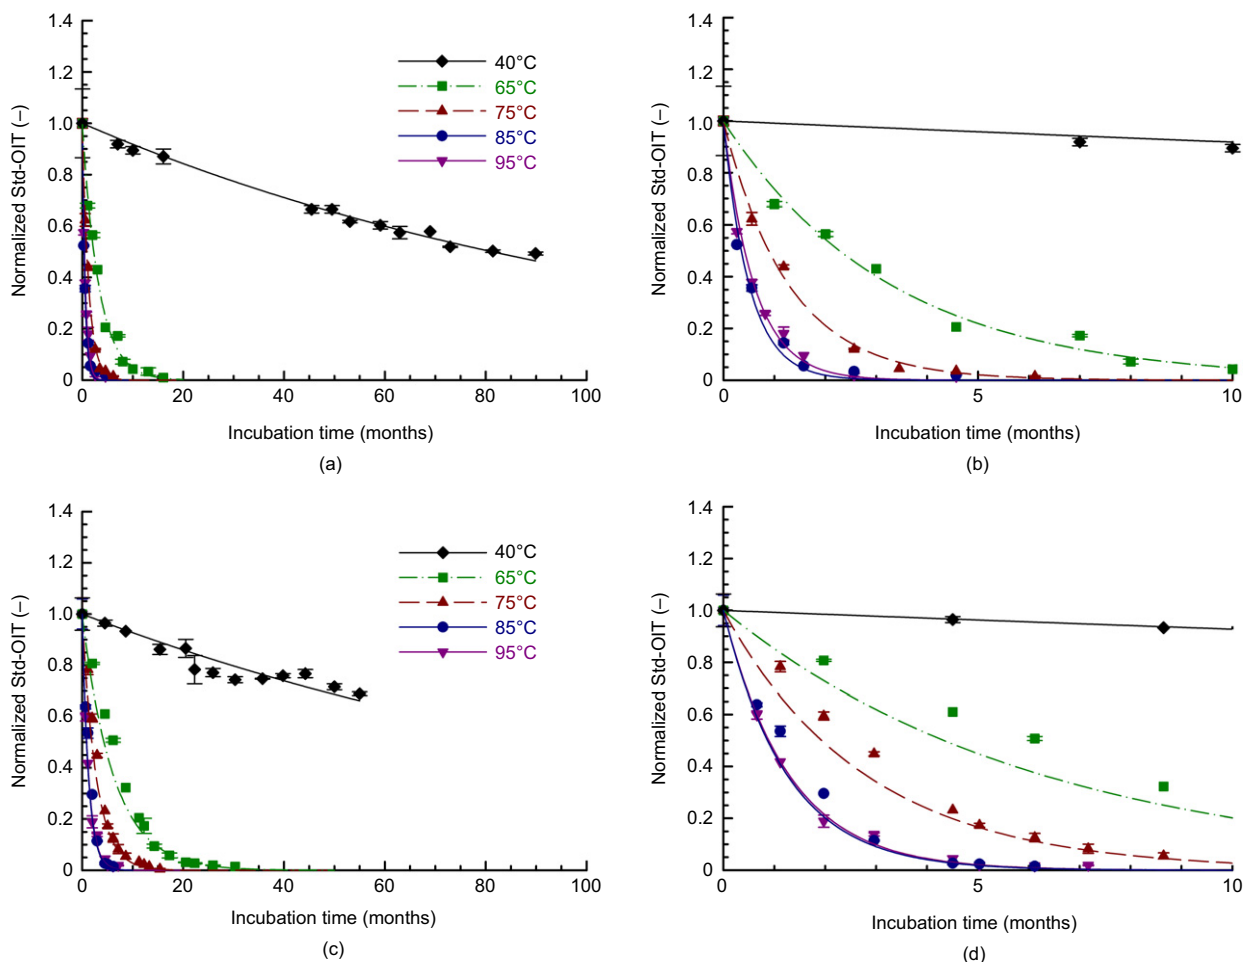 1.4
1.2
1.0
0.8
0.6
0.4
0.2
0
Normalized Std-OIT (–)
40°C
65°C
75°C
85°C
95°C
0 20 40 60 80 100
Incubation time (months)
(a)
1.4
1.2
1.0
0.8
0.6
0.4
0.2
0
Normalized Std-OIT (–)
0 2 4 6 8 10
Incubation time (months)
(b)
1.4
1.2
1.0
0.8
0.6
0.4
0.2
0
Normalized Std-OIT (–)
40°C
65°C
75°C
85°C
95°C
0 20 40 60 80 100
Incubation time (months)
(c)
1.4
1.2
1.0
0.8
0.6
0.4
0.2
0
Normalized Std-OIT (–)
0 5 10
Incubation time (months)
(d)